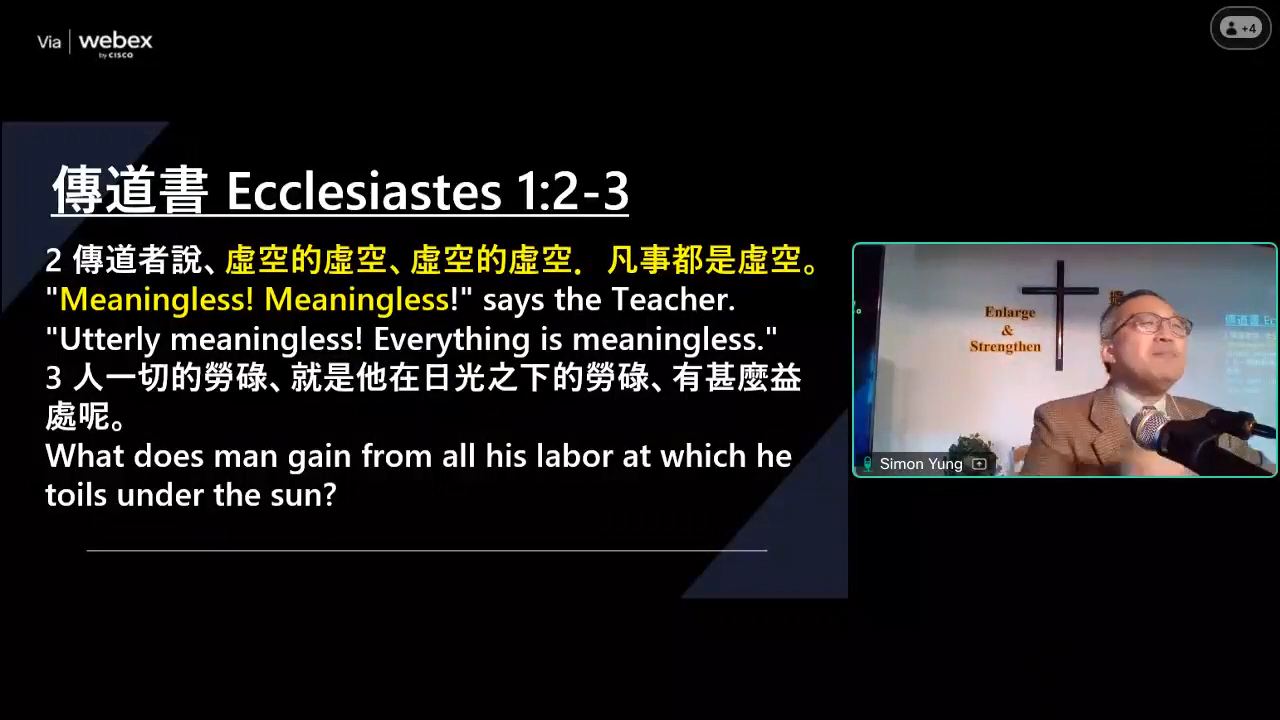 Via | webex
by CISCO
+4
傳道書 Ecclesiastes 1:2-3
2 傳道者說、虛空的虛空、虛空的虛空．凡事都是虛空。
"Meaningless! Meaningless!" says the Teacher.
"Utterly meaningless! Everything is meaningless."
3 人一切的勞碌、就是他在日光之下的勞碌、有甚麼益
處呢。
What does man gain from all his labor at which he
toils under the sun?
Enlarge
&
Strengthen
Simon Yung